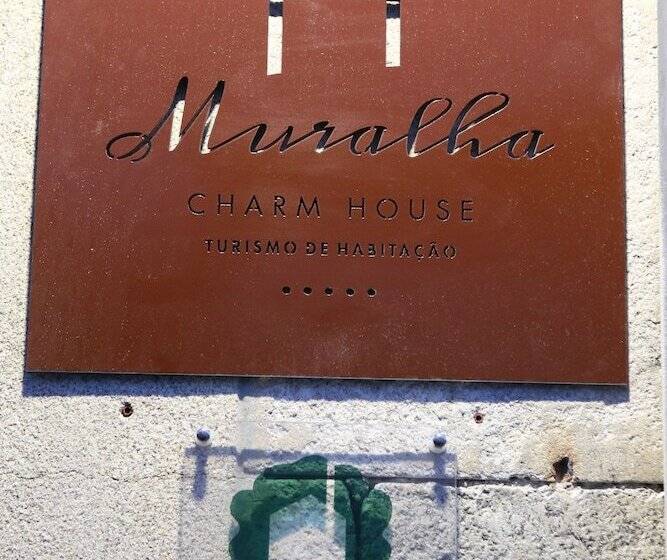 Muralha
CHARM HOUSE
TURISMO DE HABITAÇÃO